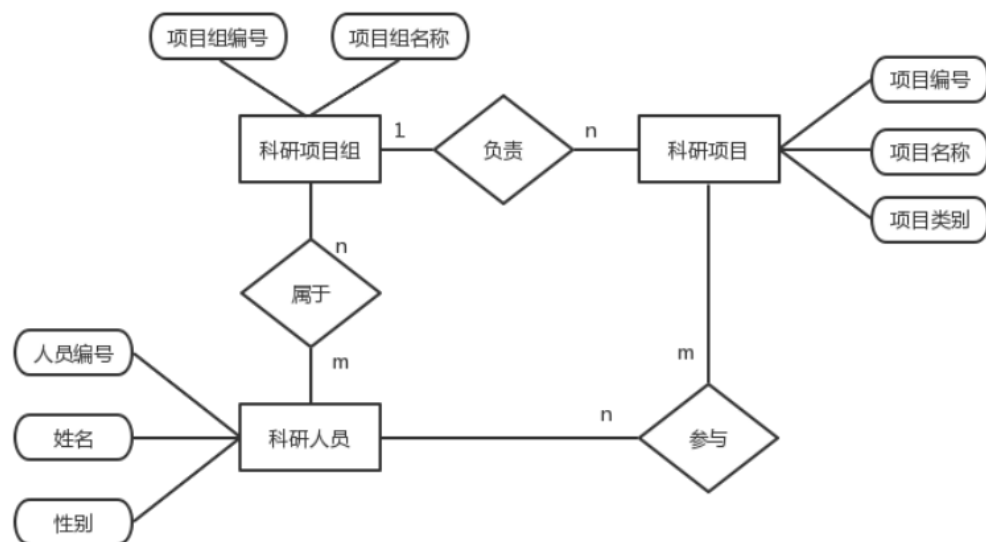 项目组编号
项目组名称
项目编号
科研项目组
1
负责
n
科研项目
项目名称
项目类别
n
属于
人员编号
m
m
科研人员
n
参与
姓名
性别